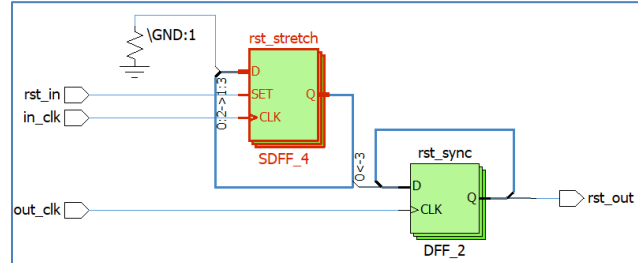 \GND:1
rst_stretch
D
rst_in
SET
Q
in_clk
CLK
0:2->1:3
SDFF_4
0<-3
rst_sync
D
Q
out_clk
CLK
rst_out
DFF_2